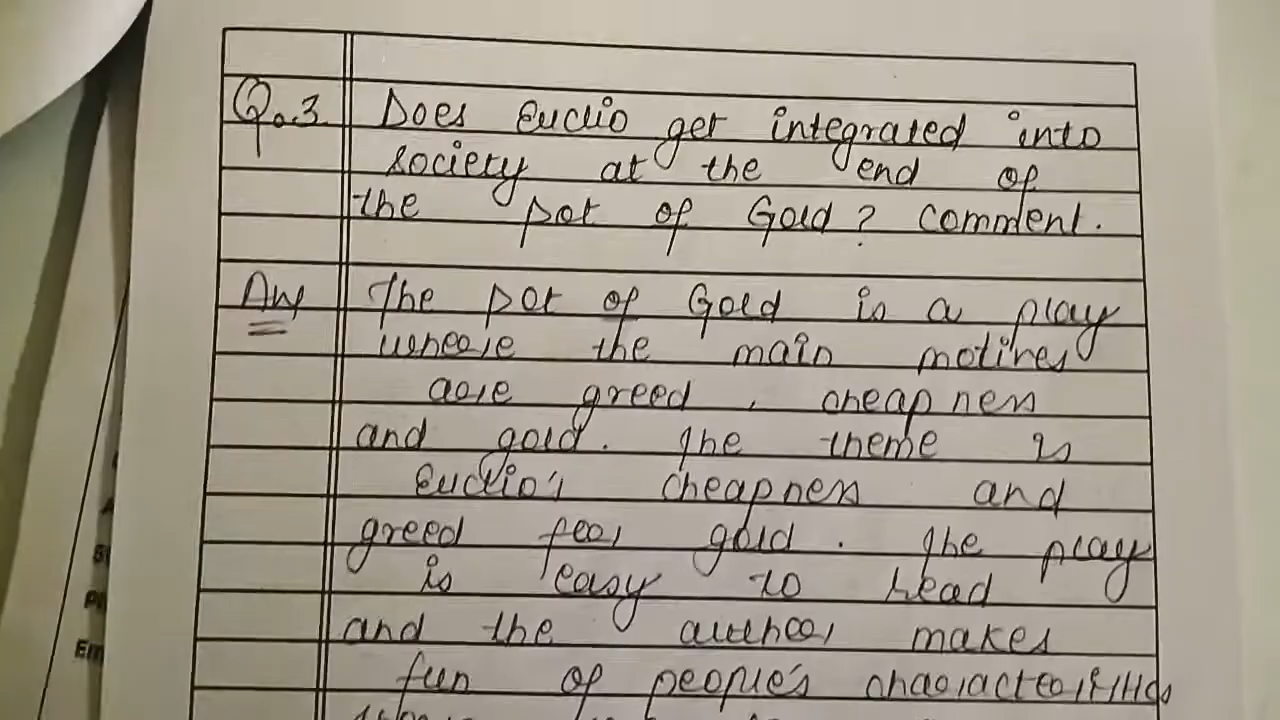 Q.3 Does Euclio get integrated into
society at the end of
the pot of Gold? Comment.
Ans The pot of Gold is a play
where the main motives
are greed, cheapness
and gold. The theme is
Euclio's cheapness and
greed for gold. The play
is easy to read
and the author makes
fun of people's characteristics